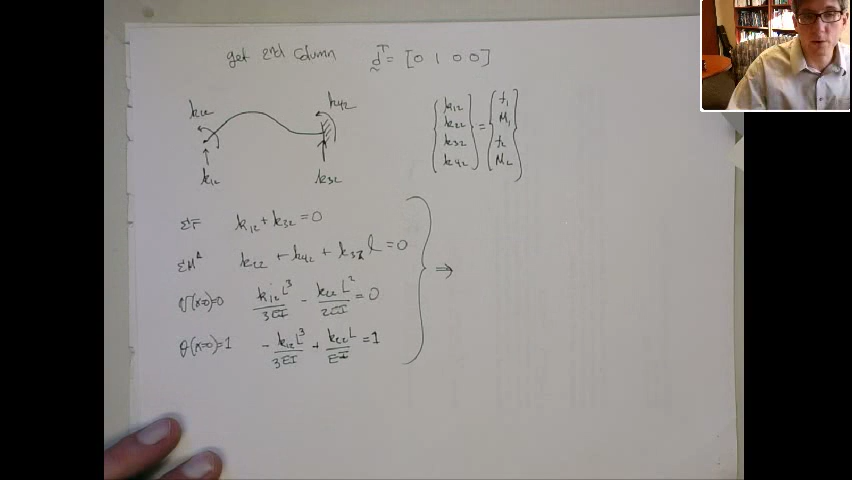 get 2nd Column d^T = [0 1 0 0]
k22 k42
k12 k32
{k12 k22 k32 k42} = {f1 M1 f2 M2}
ΣF k12 + k32 = 0
ΣM k22 + k42 + k32 l = 0
v(x=0)=0 k12 L^3/3EI - k22 L^2/2EI = 0
θ(x=0)=1 - k12 L^3/3EI + k22 L/EI = 1
⇒